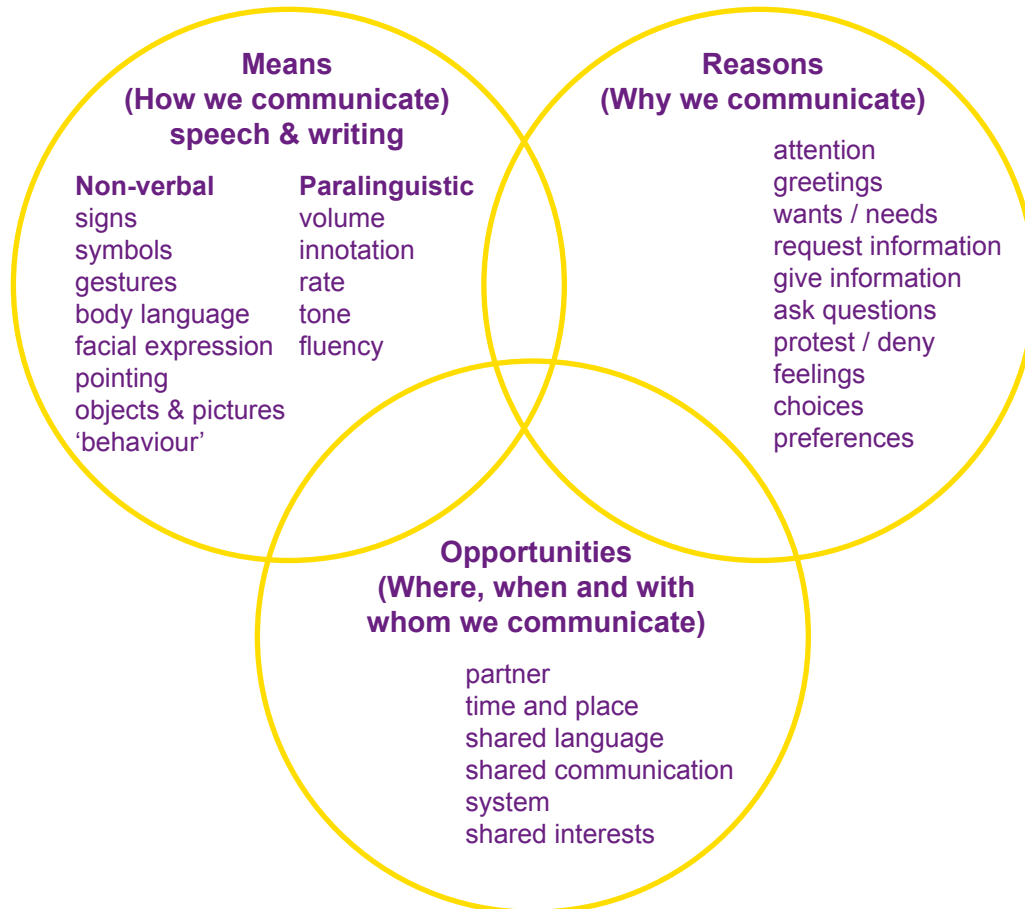 Means
(How we communicate)
speech & writing
Non-verbal
signs
symbols
gestures
body language
facial expression
pointing
objects & pictures
‘behaviour’
Paralinguistic
volume
innotation
rate
tone
fluency
Reasons
(Why we communicate)
attention
greetings
wants / needs
request information
give information
ask questions
protest / deny
feelings
choices
preferences
Opportunities
(Where, when and with
whom we communicate)
partner
time and place
shared language
shared communication
system
shared interests